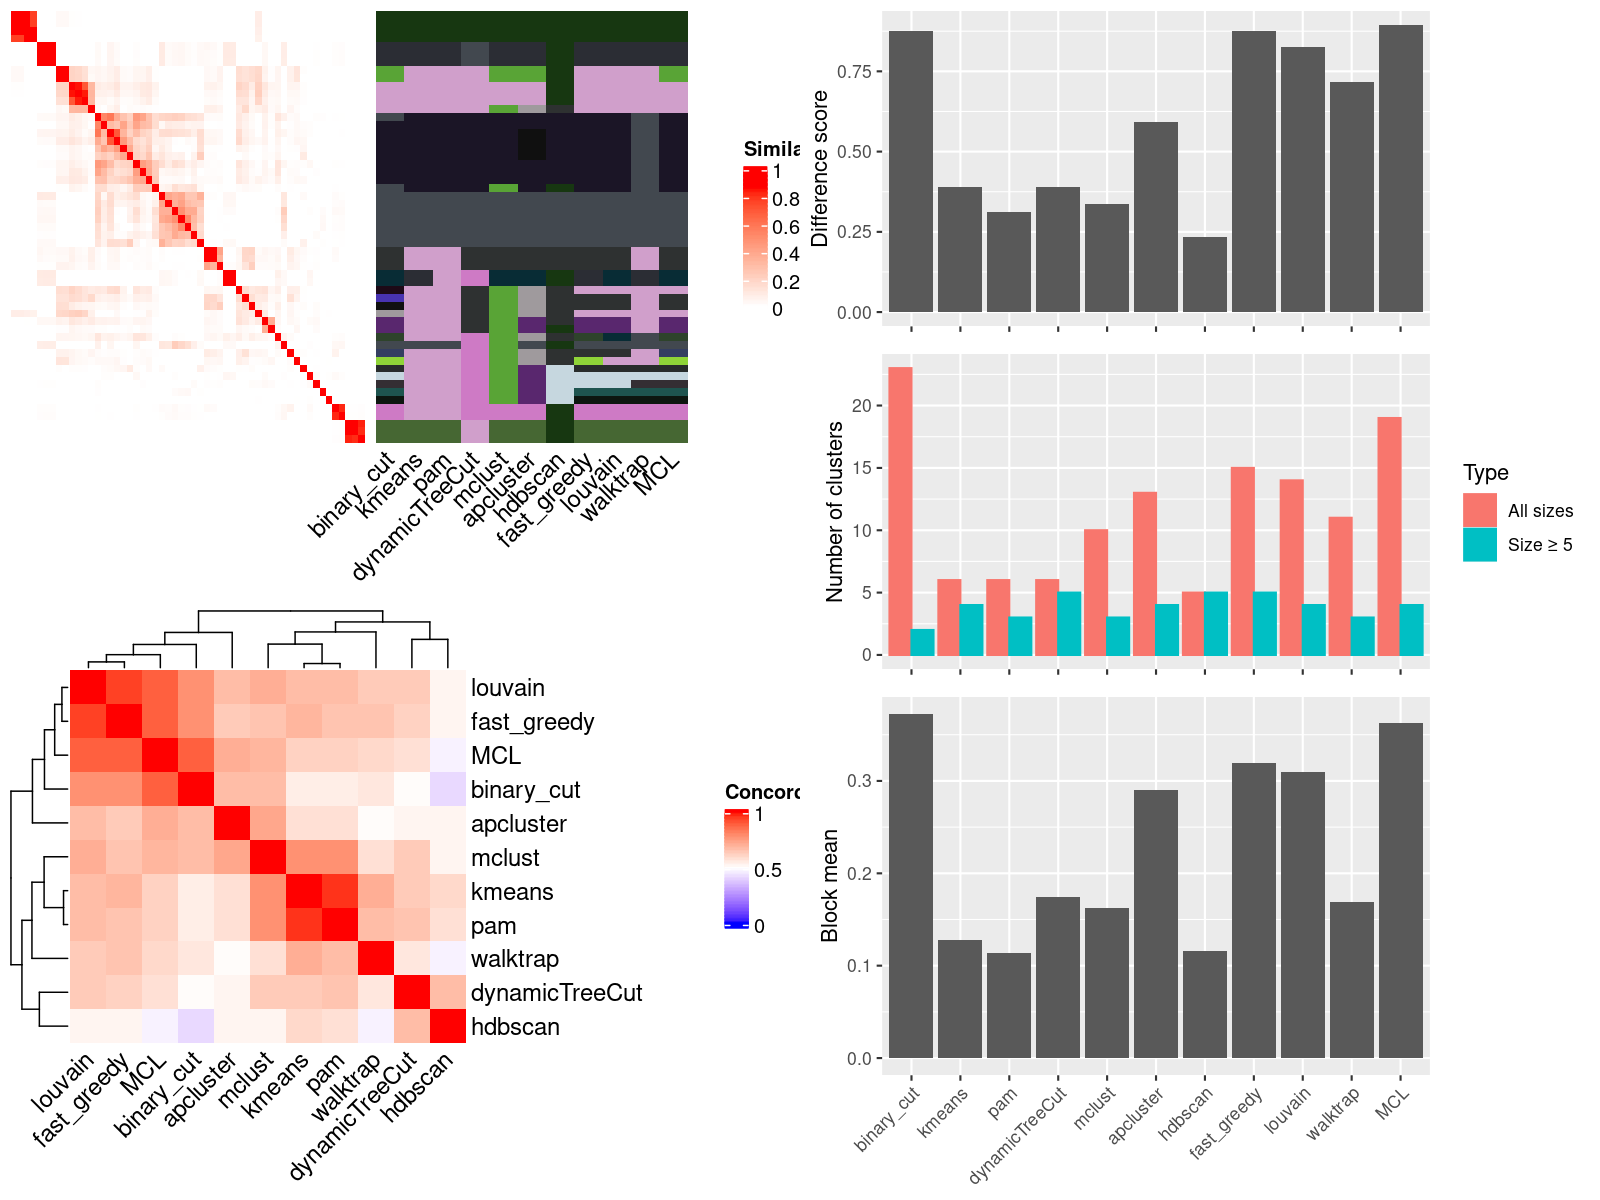 Simila
1
0.8
0.6
0.4
0.2
0
binary_cut
kmeans
pam
dynamicTreeCut
mclust
apcluster
hdbscan
fast_greedy
louvain
walktrap
MCL
louvain
fast_greedy
MCL
binary_cut
apcluster
mclust
kmeans
pam
walktrap
dynamicTreeCut
hdbscan
louvain
fast_greedy
MCL
binary_cut
apcluster
mclust
kmeans
pam
walktrap
dynamicTreeCut
hdbscan
Concor
1
0.5
0
Difference score
0.75
0.50
0.25
0.00
Number of clusters
20
15
10
5
0
Type
All sizes
Size ≥ 5
Block mean
0.3
0.2
0.1
0.0
binary_cut
kmeans
pam
dynamicTreeCut
mclust
apcluster
hdbscan
fast_greedy
louvain
walktrap
MCL